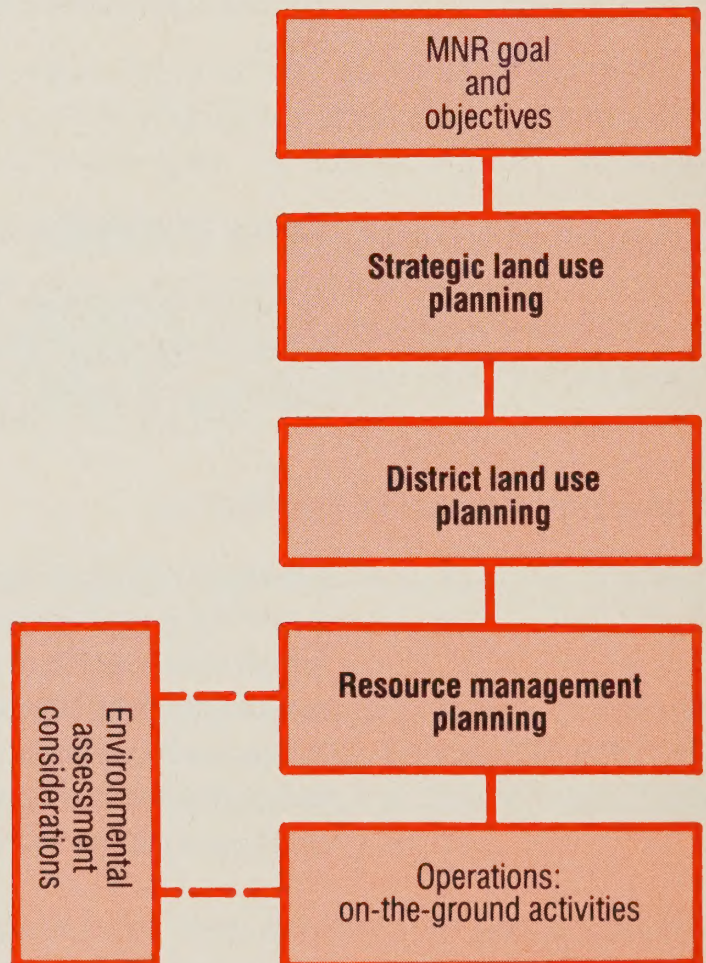 MNR goal
and
objectives
Strategic land use
planning
District land use
planning
Resource management
planning
Environmental
assessment
considerations
Operations:
on-the-ground activities